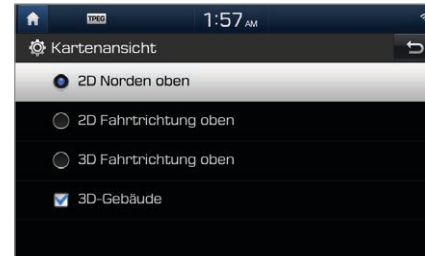 TPEG 1:57 AM
Kartenansicht
2D Norden oben
2D Fahrtrichtung oben
3D Fahrtrichtung oben
3D-Gebäude